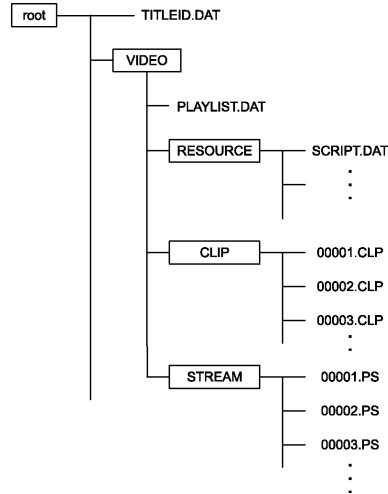 root
TITLEID.DAT
VIDEO
PLAYLIST.DAT
RESOURCE
SCRIPT.DAT
CLIP
00001.CLP
00002.CLP
00003.CLP
STREAM
00001.PS
00002.PS
00003.PS